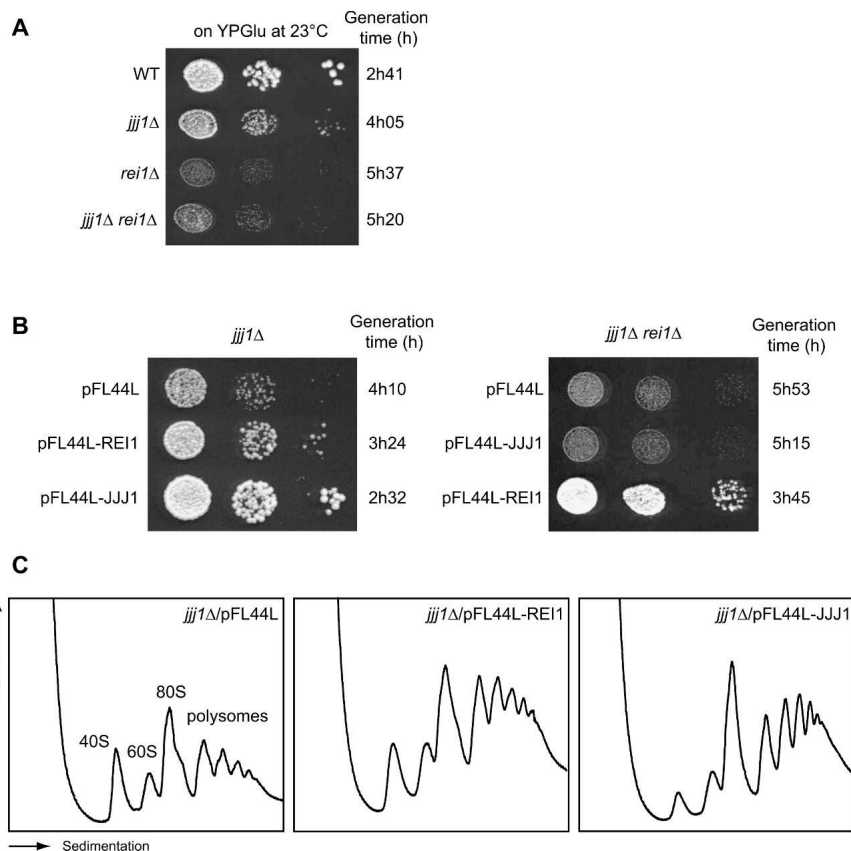 A
on YPGlu at 23°C
Generation
time (h)
WT
2h41
jjj1Δ
4h05
rei1Δ
5h37
jjj1Δ rei1Δ
5h20
B
jjj1Δ
Generation
time (h)
pFL44L
4h10
pFL44L-REI1
3h24
pFL44L-JJJ1
2h32
jjj1Δ rei1Δ
Generation
time (h)
pFL44L
5h53
pFL44L-JJJ1
5h15
pFL44L-REI1
3h45
C
jjj1Δ/pFL44L
40S
60S
80S
polysomes
jjj1Δ/pFL44L-REI1
jjj1Δ/pFL44L-JJJ1
Sedimentation